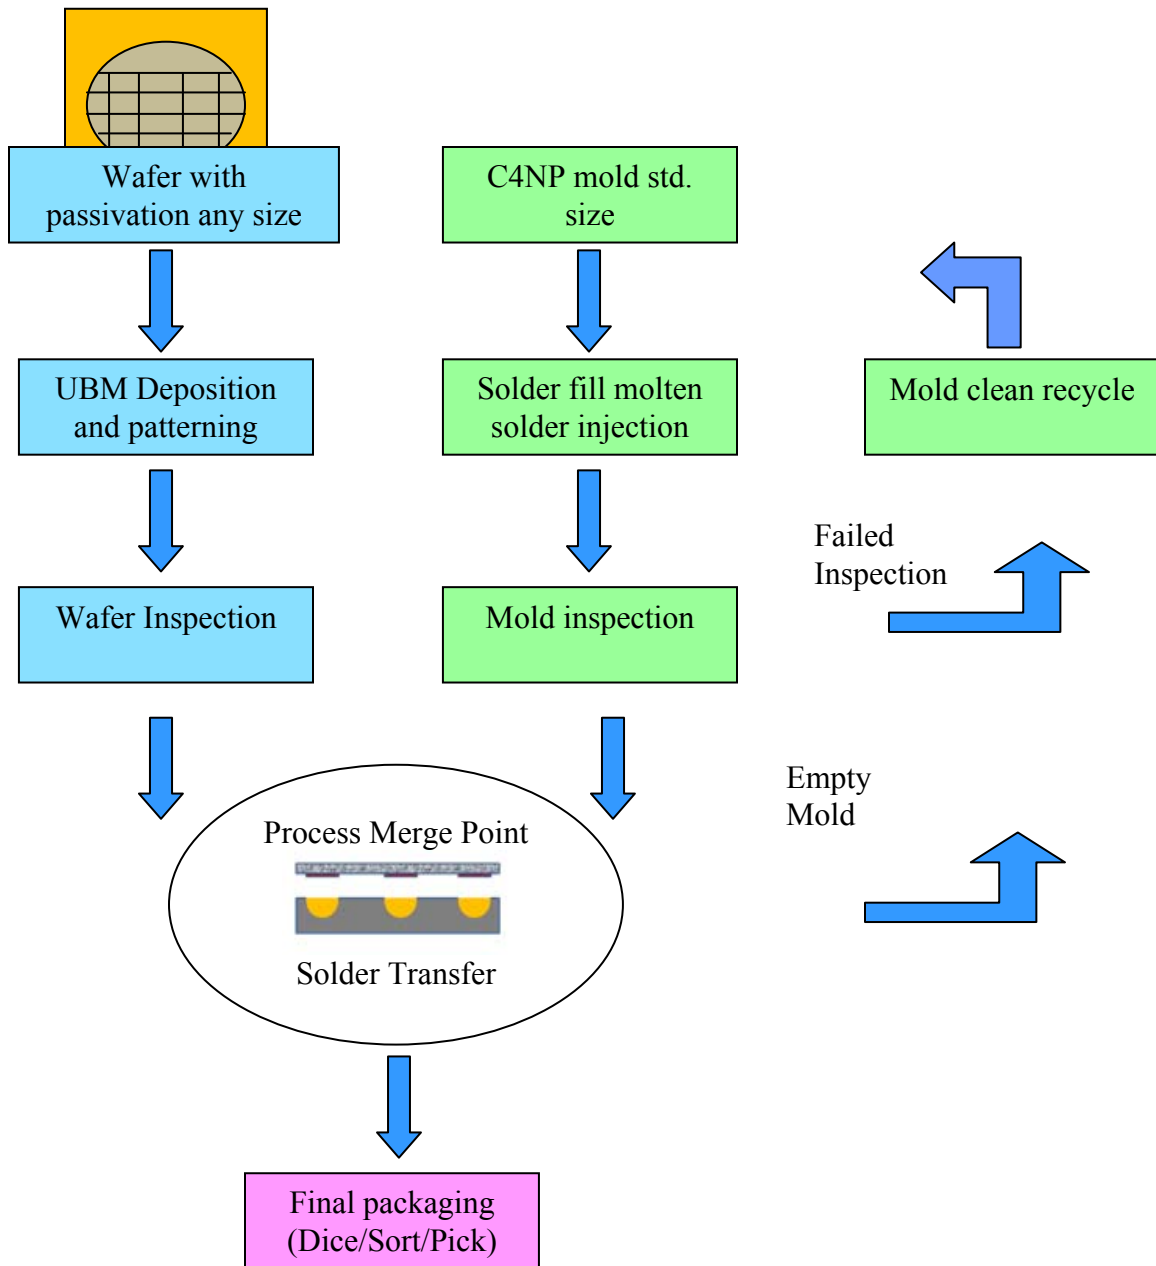 Wafer with
passivation any size
C4NP mold std.
size
UBM Deposition
and patterning
Solder fill molten
solder injection
Mold clean recycle
Failed
Inspection
Wafer Inspection
Mold inspection
Empty
Mold
Process Merge Point
Solder Transfer
Final packaging
(Dice/Sort/Pick)